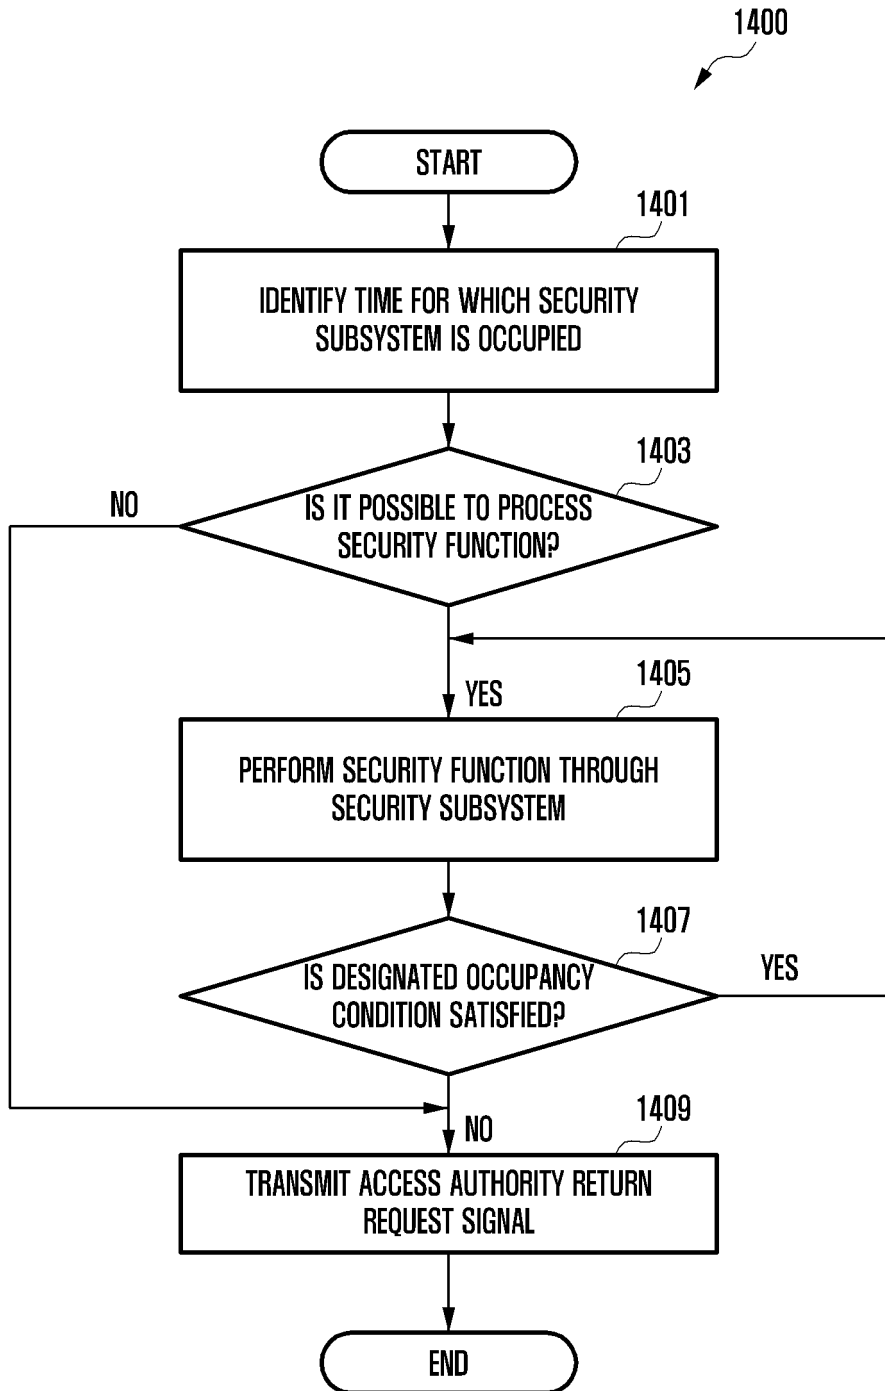 1400
START
1401
IDENTIFY TIME FOR WHICH SECURITY
SUBSYSTEM IS OCCUPIED
1403
NO
IS IT POSSIBLE TO PROCESS
SECURITY FUNCTION?
YES
1405
PERFORM SECURITY FUNCTION THROUGH
SECURITY SUBSYSTEM
1407
IS DESIGNATED OCCUPANCY
CONDITION SATISFIED?
YES
NO
1409
TRANSMIT ACCESS AUTHORITY RETURN
REQUEST SIGNAL
END